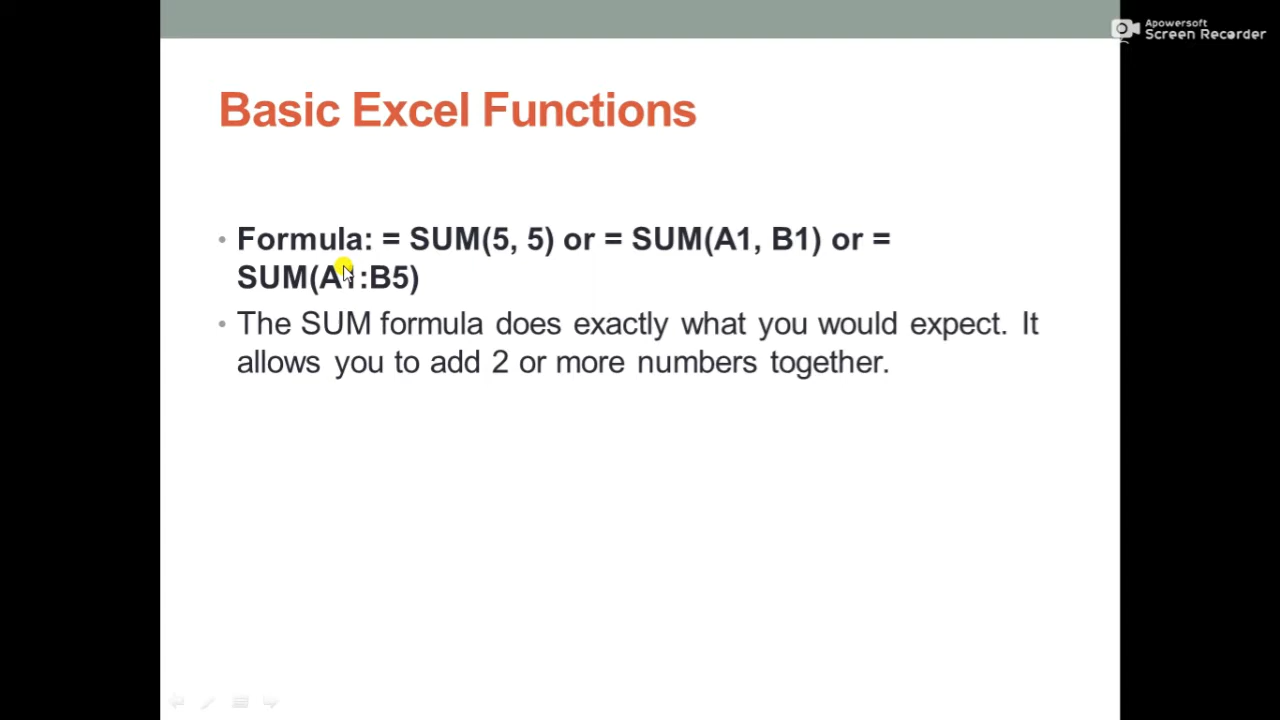 Apowersoft
Screen Recorder
Basic Excel Functions
• Formula: = SUM(5, 5) or = SUM(A1, B1) or =
SUM(A1:B5)
• The SUM formula does exactly what you would expect. It
allows you to add 2 or more numbers together.